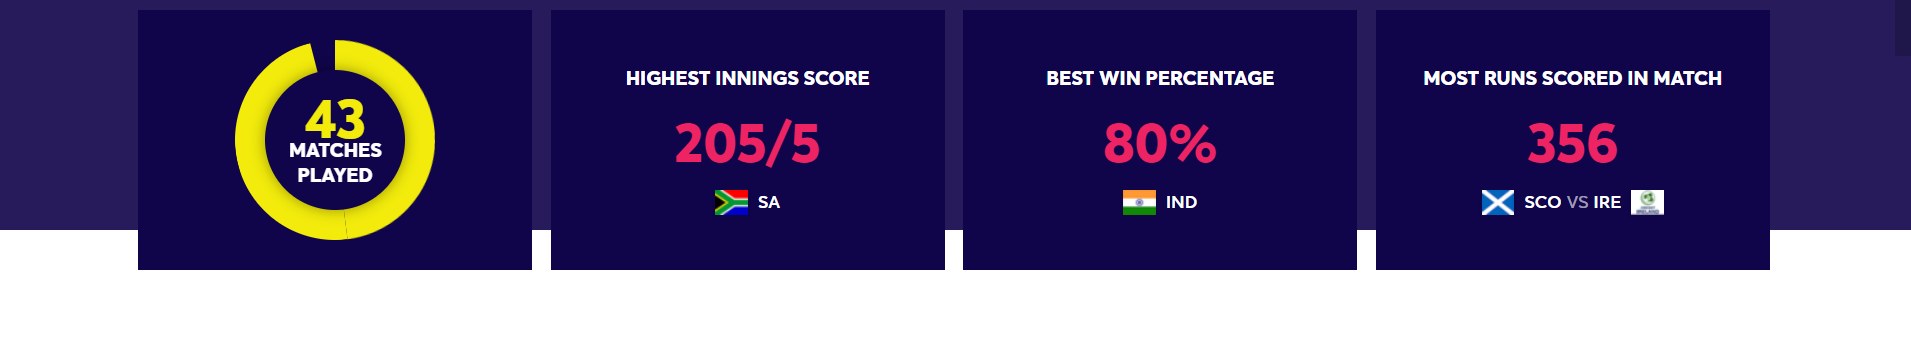 43
MATCHES
PLAYED
HIGHEST INNINGS SCORE
205/5
SA
BEST WIN PERCENTAGE
80%
IND
MOST RUNS SCORED IN MATCH
356
SCO VS IRE